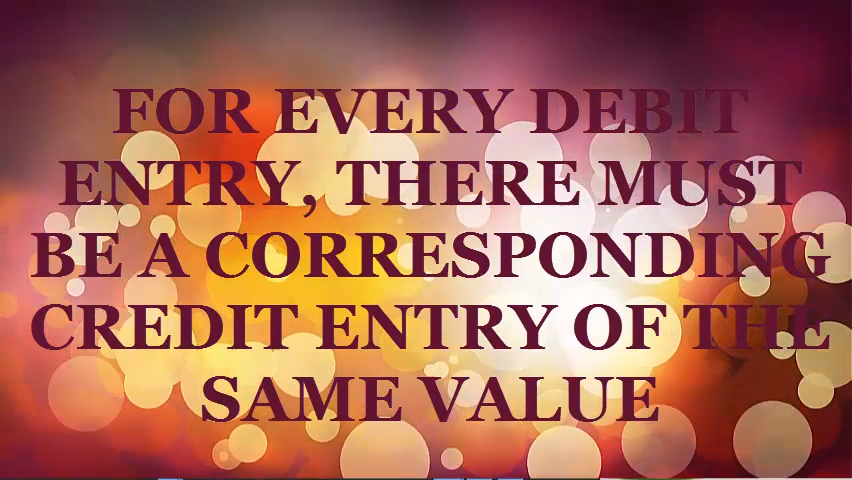 FOR EVERY DEBIT
ENTRY, THERE MUST
BE A CORRESPONDING
CREDIT ENTRY OF THE
SAME VALUE